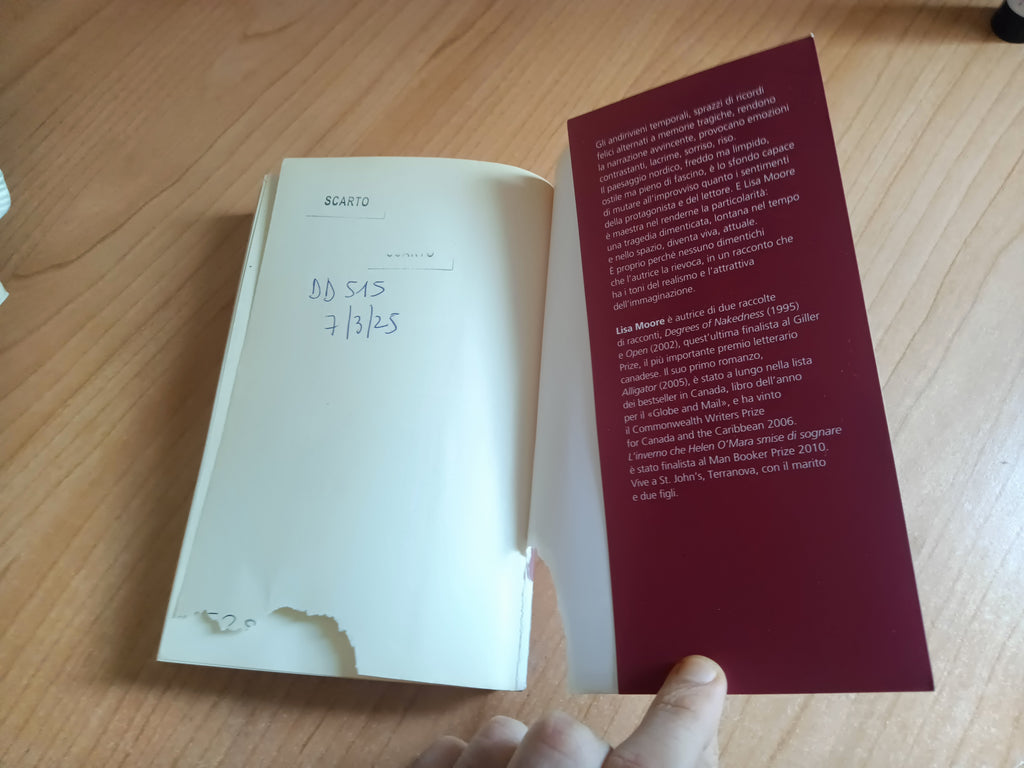 SCARTO
SCARTO
DD 515
7/3/25
Gli andirivieni temporali, sprazzi di ricordi
felici alternati a memorie tragiche, rendono
la narrazione avvincente, provocano emozioni
contrastanti, lacrime, sorriso, riso.
Il paesaggio nordico, freddo ma limpido,
ostile ma pieno di fascino, è lo sfondo capace
di mutare all'improvviso quanto i sentimenti
della protagonista e del lettore. E Lisa Moore
è maestra nel renderne la particolarità:
una tragedia dimenticata, lontana nel tempo
e nello spazio, diventa viva, attuale.
E proprio perché nessuno dimentichi
che l'autrice la rievoca, in un racconto che
ha i toni del realismo e l'attrattiva
dell'immaginazione.
Lisa Moore è autrice di due raccolte
di racconti, Degrees of Nakedness (1995)
e Open (2002), quest'ultima finalista al Giller
Prize, il più importante premio letterario
canadese. Il suo primo romanzo,
Alligator (2005), è stato a lungo nella lista
dei bestseller in Canada, libro dell'anno
per il «Globe and Mail», e ha vinto
il Commonwealth Writers Prize
for Canada and the Caribbean 2006.
L'inverno che Helen O'Mara smise di sognare
è stato finalista al Man Booker Prize 2010.
Vive a St. John's, Terranova, con il marito
e due figli.